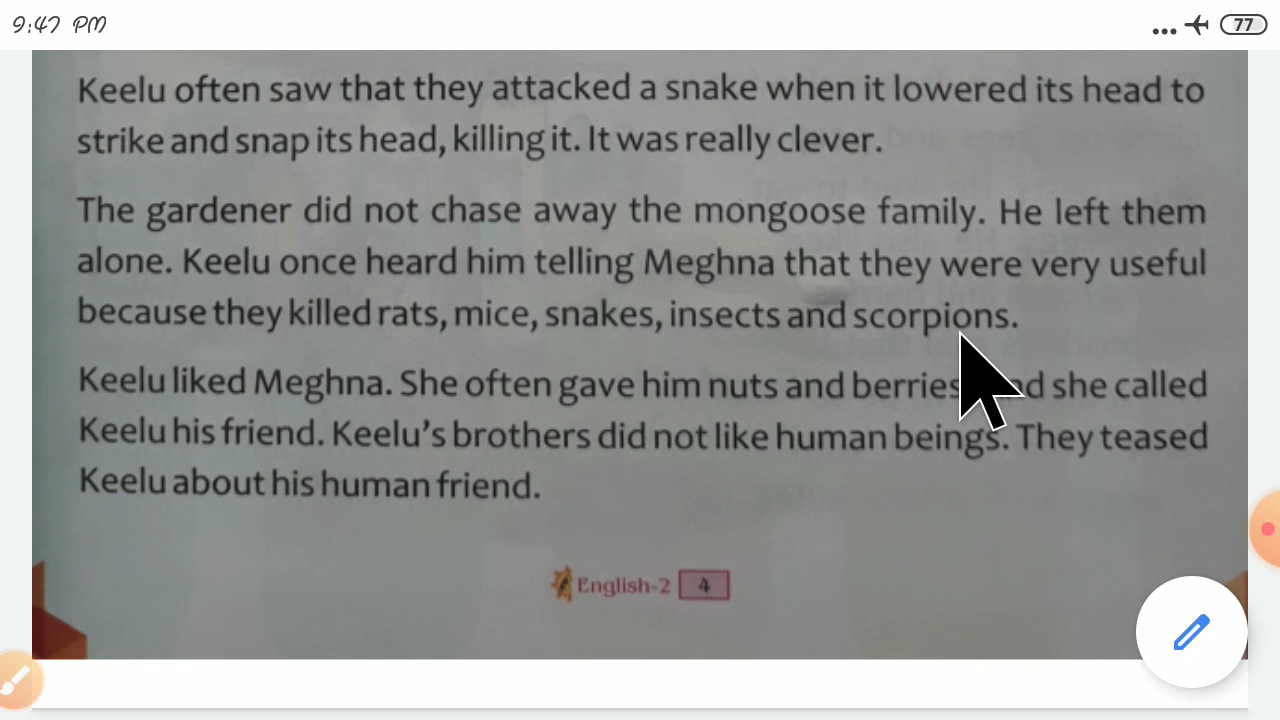 9:47 PM
77
Keelu often saw that they attacked a snake when it lowered its head to
strike and snap its head, killing it. It was really clever.
The gardener did not chase away the mongoose family. He left them
alone. Keelu once heard him telling Meghna that they were very useful
because they killed rats, mice, snakes, insects and scorpions.
Keelu liked Meghna. She often gave him nuts and berries she called
Keelu his friend. Keelu's brothers did not like human beings. They teased
Keelu about his human friend.
English-2 4